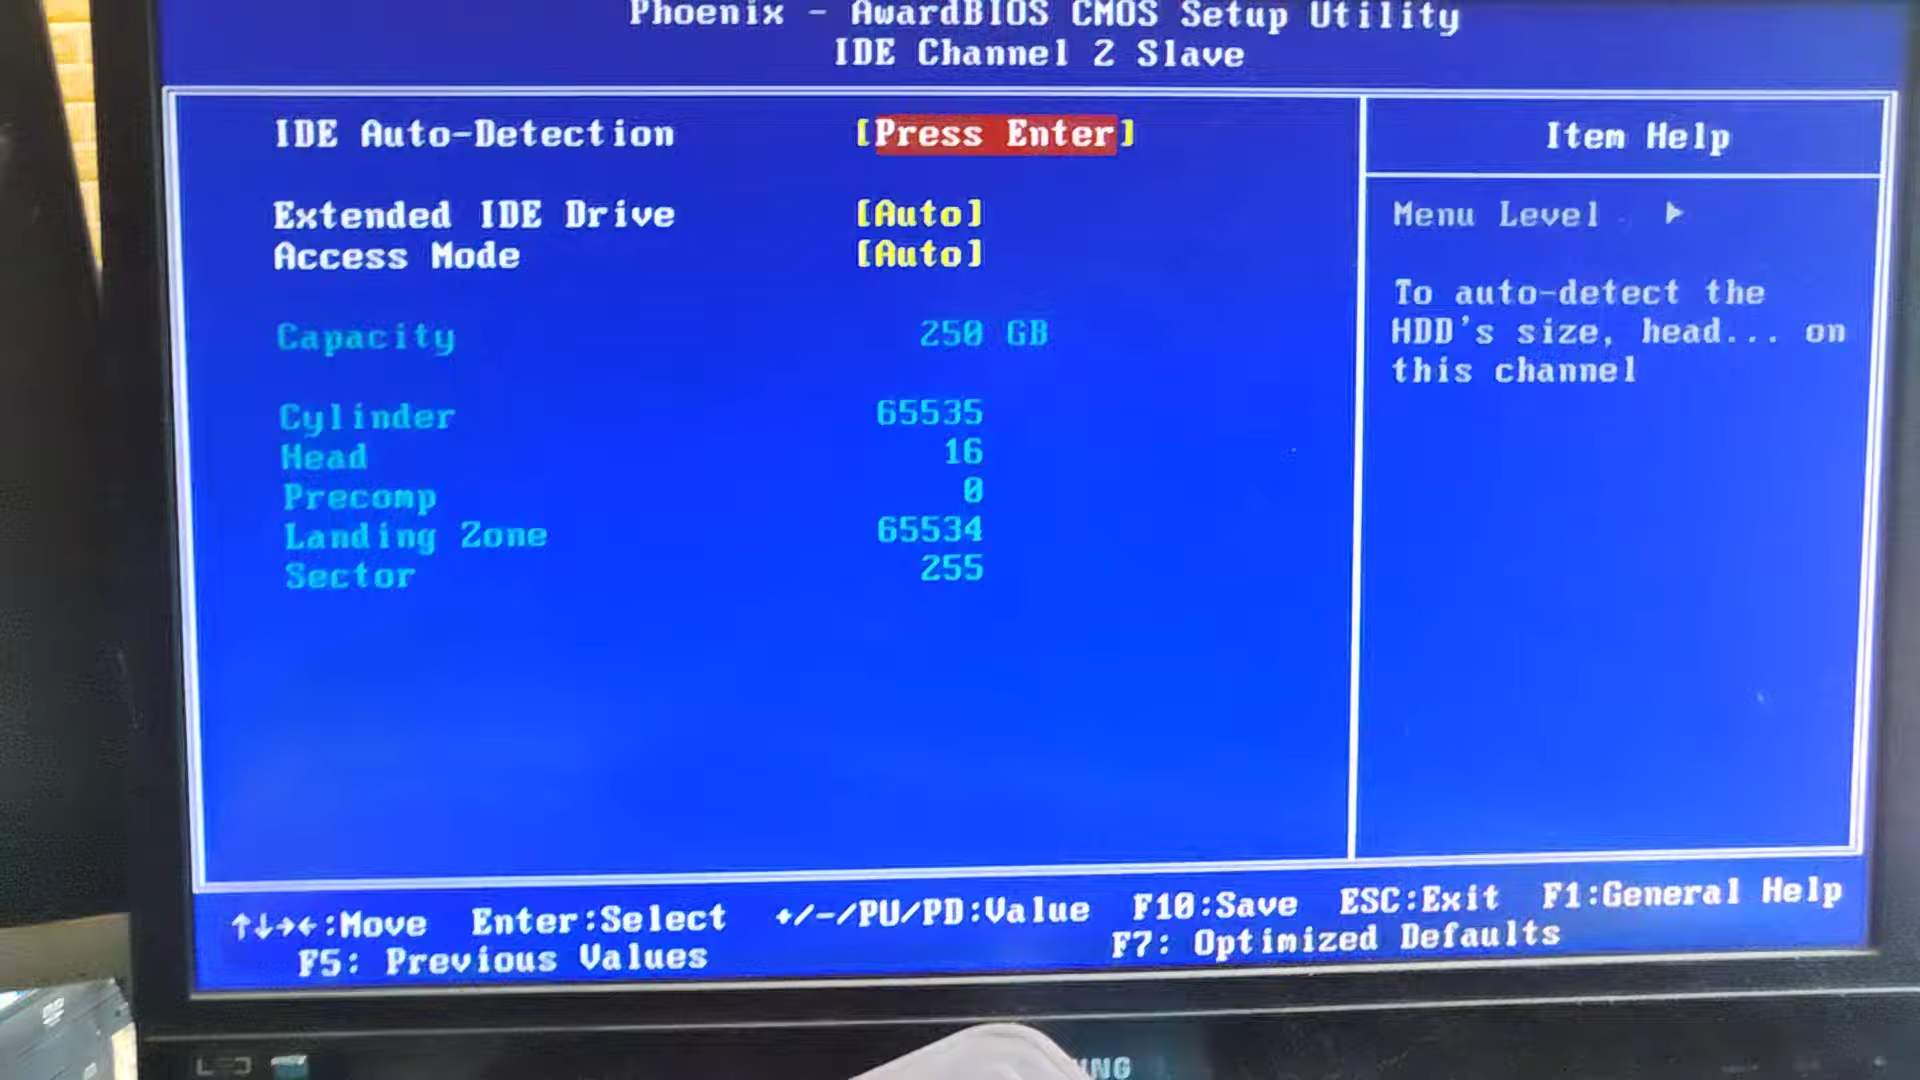 Phoenix - AwardBIOS CMOS Setup Utility
IDE Channel 2 Slave
IDE Auto-Detection [Press Enter]
Extended IDE Drive [Auto]
Access Mode [Auto]
Capacity 250 GB
Cylinder 65535
Head 16
Precomp 0
Landing Zone 65534
Sector 255
Item Help
Menu Level ▶
To auto-detect the
HDD's size, head... on
this channel
↑↓→←:Move Enter:Select +/-/PU/PD:Value F10:Save ESC:Exit F1:General Help
F5: Previous Values F7: Optimized Defaults